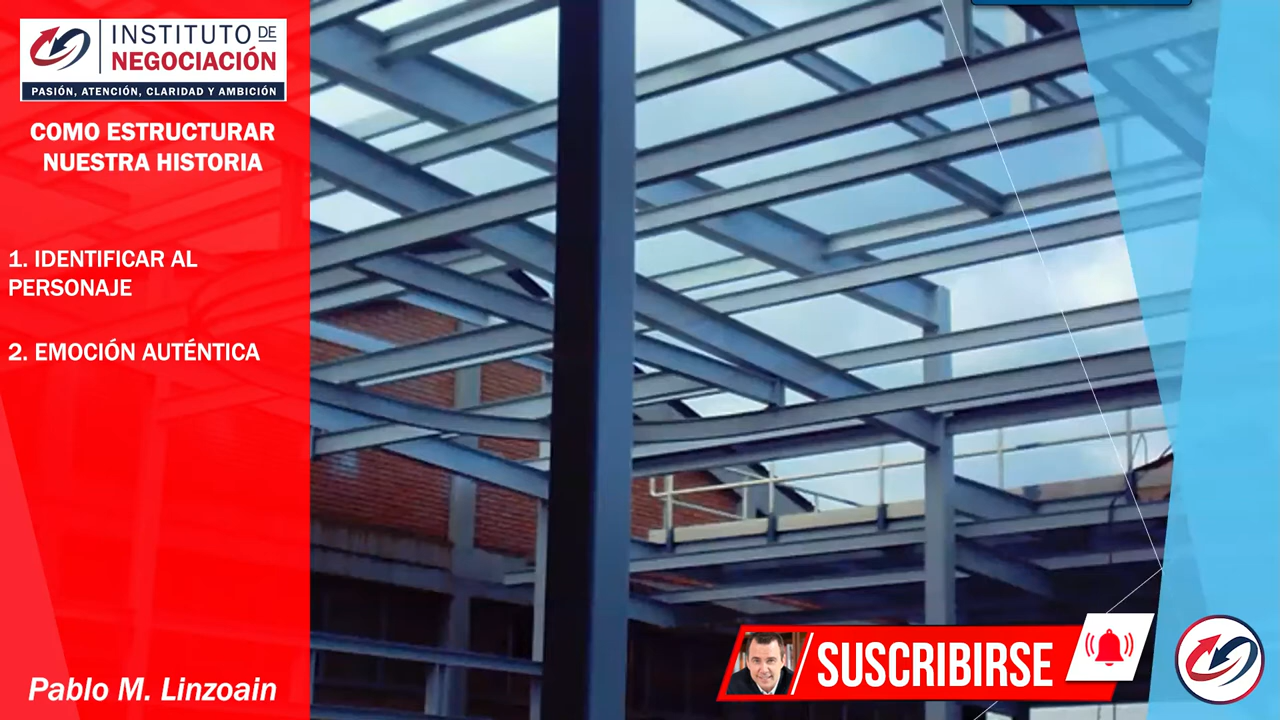 INSTITUTO DE
NEGOCIACIÓN
PASIÓN, ATENCIÓN, CLARIDAD Y AMBICIÓN
COMO ESTRUCTURAR
NUESTRA HISTORIA
1. IDENTIFICAR AL
PERSONAJE
2. EMOCIÓN AUTÉNTICA
Pablo M. Linzoain
SUSCRIBIRSE